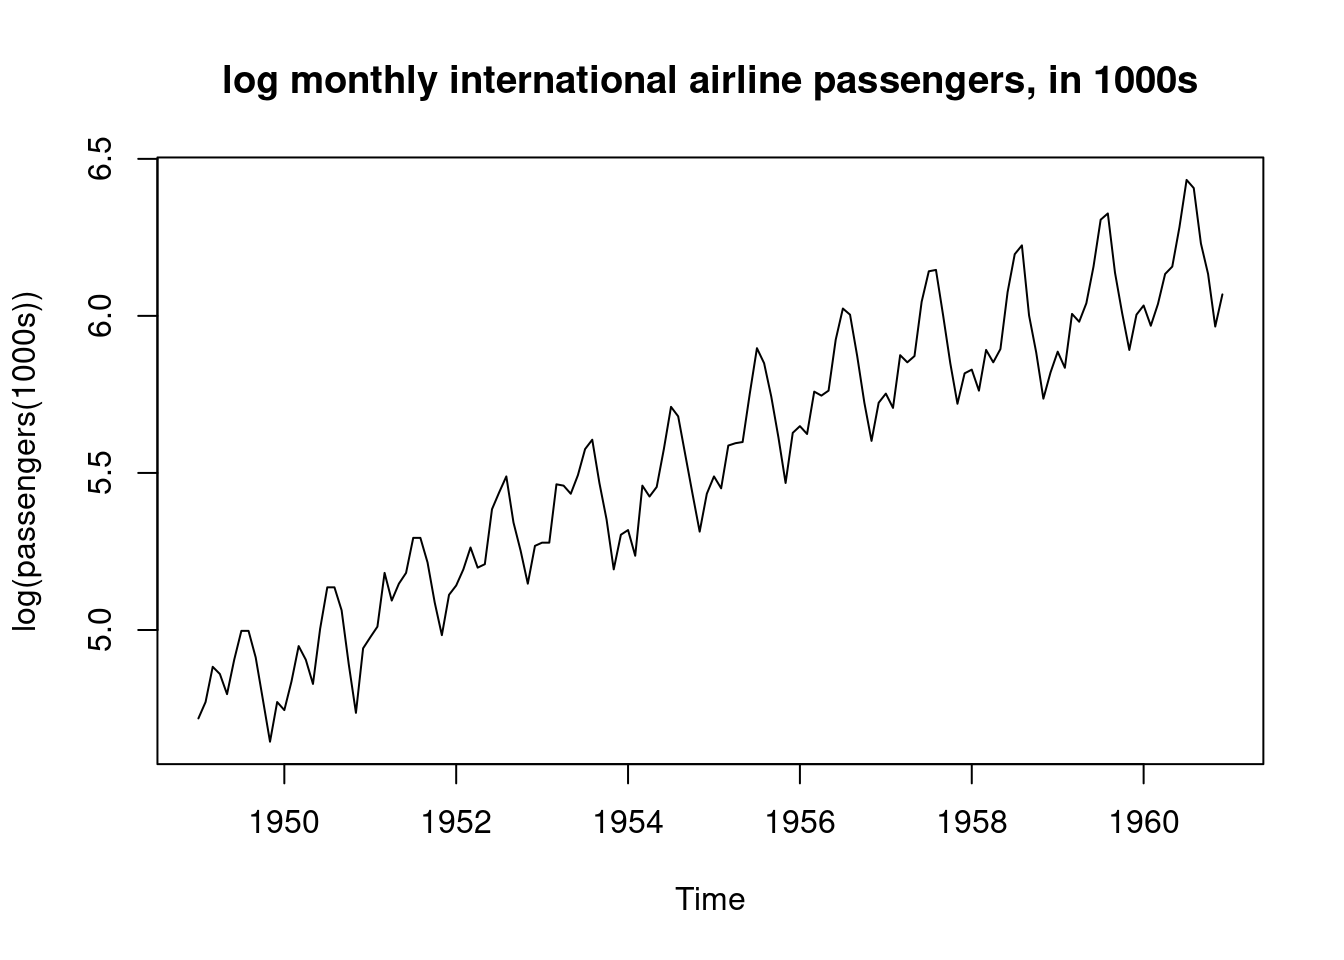 log monthly international airline passengers, in 1000s
log(passengers(1000s))
6.5
6.0
5.5
5.0
1950 1952 1954 1956 1958 1960
Time